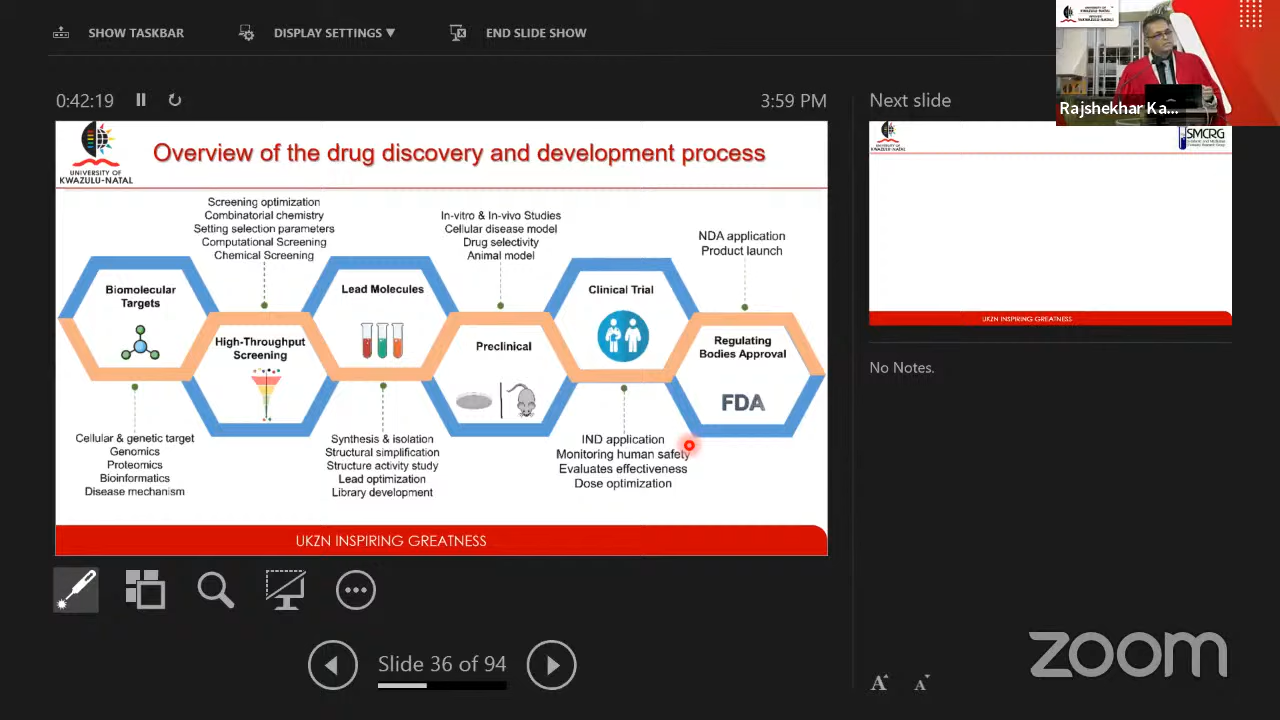 SHOW TASKBAR
DISPLAY SETTINGS ▼
END SLIDE SHOW
UNIVERSITY OF
KWAZULU-NATAL
Rajshekhar Ka...
0:42:19
3:59 PM
Next slide
UNIVERSITY OF
KWAZULU-NATAL
Overview of the drug discovery and development process
SMCRG
Screening optimization
Combinatorial chemistry
Setting selection parameters
Computational Screening
Chemical Screening
In-vitro & In-vivo Studies
Cellular disease model
Drug selectivity
Animal model
NDA application
Product launch
Biomolecular
Targets
High-Throughput
Screening
Lead Molecules
Preclinical
Clinical Trial
Regulating
Bodies Approval
FDA
Cellular & genetic target
Genomics
Proteomics
Bioinformatics
Disease mechanism
Synthesis & isolation
Structural simplification
Structure activity study
Lead optimization
Library development
IND application
Monitoring human safety
Evaluates effectiveness
Dose optimization
UKZN INSPIRING GREATNESS
UKZN INSPIRING GREATNESS
No Notes.
Slide 36 of 94
A A
zoom